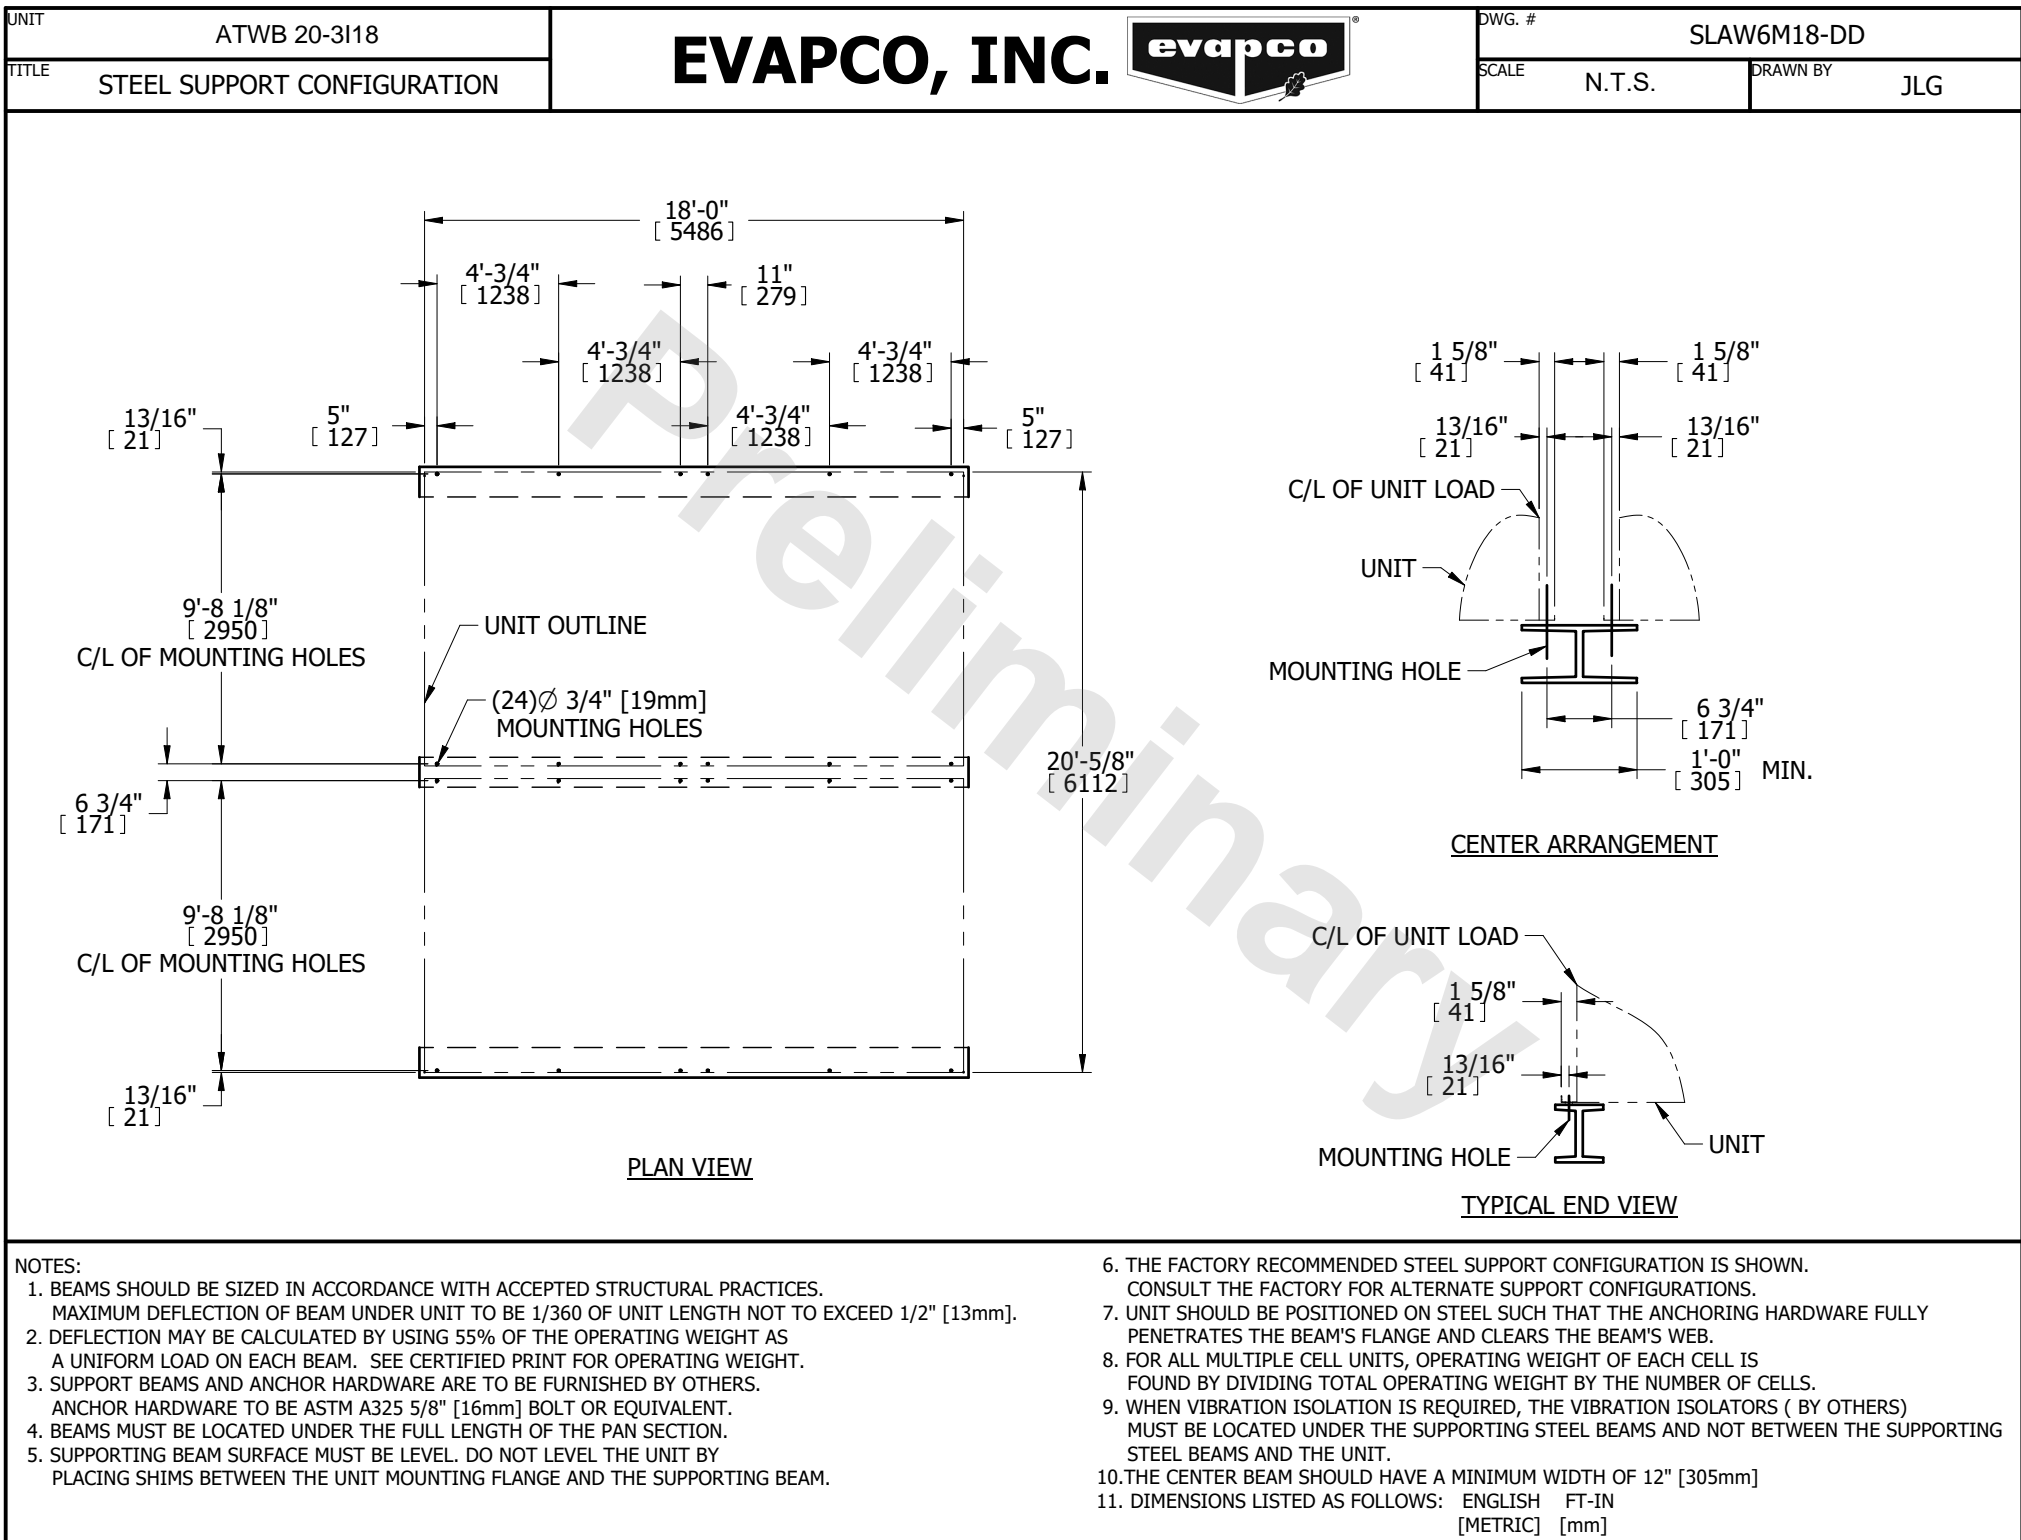 UNIT
ATWB 20-3I18
TITLE
STEEL SUPPORT CONFIGURATION
EVAPCO, INC.
evapco
®
DWG. #
SLAW6M18-DD
SCALE
N.T.S.
DRAWN BY
JLG
18'-0"
[ 5486 ]
4'-3/4"
[ 1238 ]
11"
[ 279 ]
4'-3/4"
[ 1238 ]
4'-3/4"
[ 1238 ]
13/16"
[ 21 ]
5"
[ 127 ]
4'-3/4"
[ 1238 ]
5"
[ 127 ]
9'-8 1/8"
[ 2950 ]
C/L OF MOUNTING HOLES
UNIT OUTLINE
(24)∅ 3/4" [19mm]
MOUNTING HOLES
6 3/4"
[ 171 ]
20'-5/8"
[ 6112 ]
9'-8 1/8"
[ 2950 ]
C/L OF MOUNTING HOLES
13/16"
[ 21 ]
PLAN VIEW
Preliminary
1 5/8"
[ 41 ]
1 5/8"
[ 41 ]
13/16"
[ 21 ]
13/16"
[ 21 ]
C/L OF UNIT LOAD
UNIT
MOUNTING HOLE
6 3/4"
[ 171 ]
1'-0"
[ 305 ]
MIN.
CENTER ARRANGEMENT
C/L OF UNIT LOAD
1 5/8"
[ 41 ]
13/16"
[ 21 ]
MOUNTING HOLE
UNIT
TYPICAL END VIEW
NOTES:
1. BEAMS SHOULD BE SIZED IN ACCORDANCE WITH ACCEPTED STRUCTURAL PRACTICES.
MAXIMUM DEFLECTION OF BEAM UNDER UNIT TO BE 1/360 OF UNIT LENGTH NOT TO EXCEED 1/2" [13mm].
2. DEFLECTION MAY BE CALCULATED BY USING 55% OF THE OPERATING WEIGHT AS
A UNIFORM LOAD ON EACH BEAM. SEE CERTIFIED PRINT FOR OPERATING WEIGHT.
3. SUPPORT BEAMS AND ANCHOR HARDWARE ARE TO BE FURNISHED BY OTHERS.
ANCHOR HARDWARE TO BE ASTM A325 5/8" [16mm] BOLT OR EQUIVALENT.
4. BEAMS MUST BE LOCATED UNDER THE FULL LENGTH OF THE PAN SECTION.
5. SUPPORTING BEAM SURFACE MUST BE LEVEL. DO NOT LEVEL THE UNIT BY
PLACING SHIMS BETWEEN THE UNIT MOUNTING FLANGE AND THE SUPPORTING BEAM.
6. THE FACTORY RECOMMENDED STEEL SUPPORT CONFIGURATION IS SHOWN.
CONSULT THE FACTORY FOR ALTERNATE SUPPORT CONFIGURATIONS.
7. UNIT SHOULD BE POSITIONED ON STEEL SUCH THAT THE ANCHORING HARDWARE FULLY
PENETRATES THE BEAM'S FLANGE AND CLEARS THE BEAM'S WEB.
8. FOR ALL MULTIPLE CELL UNITS, OPERATING WEIGHT OF EACH CELL IS
FOUND BY DIVIDING TOTAL OPERATING WEIGHT BY THE NUMBER OF CELLS.
9. WHEN VIBRATION ISOLATION IS REQUIRED, THE VIBRATION ISOLATORS ( BY OTHERS)
MUST BE LOCATED UNDER THE SUPPORTING STEEL BEAMS AND NOT BETWEEN THE SUPPORTING
STEEL BEAMS AND THE UNIT.
10.THE CENTER BEAM SHOULD HAVE A MINIMUM WIDTH OF 12" [305mm]
11. DIMENSIONS LISTED AS FOLLOWS: ENGLISH FT-IN
[METRIC] [mm]